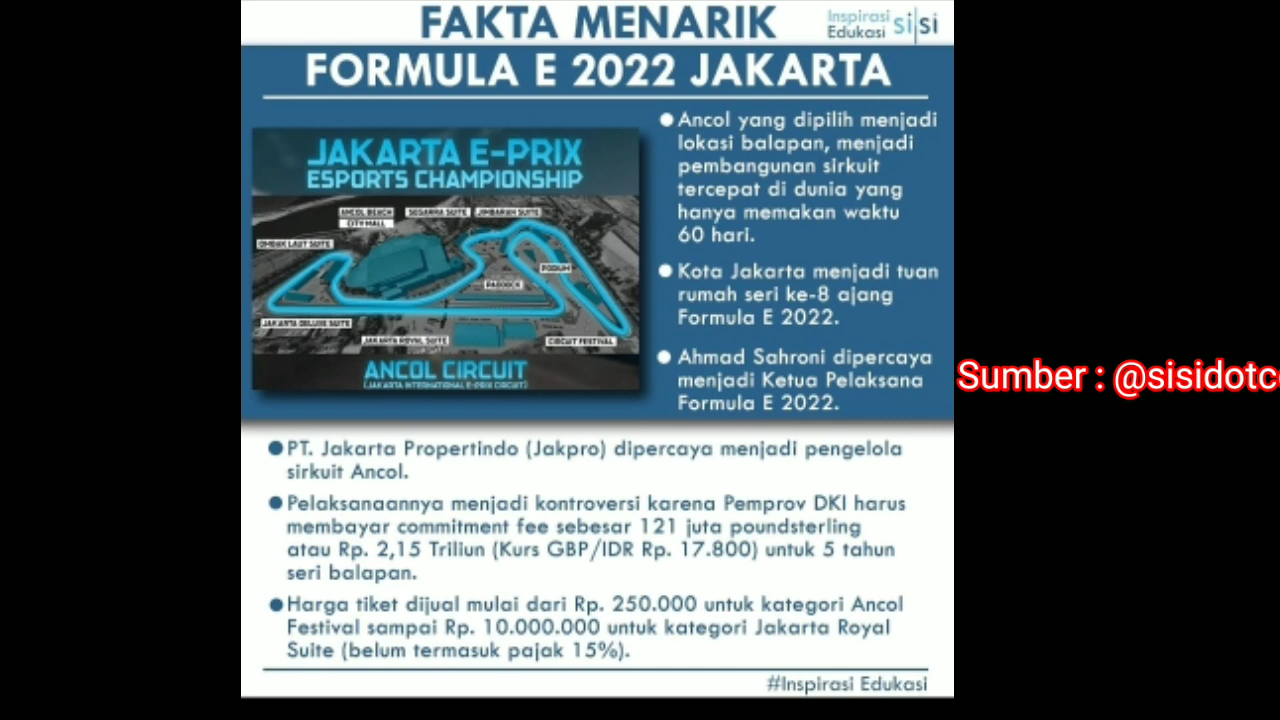 FAKTA MENARIK
Inspirasi
Edukasi
si|si
FORMULA E 2022 JAKARTA
JAKARTA E-PRIX
ESPORTS CHAMPIONSHIP
ANCOL BEACH
CITY MALL
SEGARRA SUITE
JIMBARAN SUITE
OMBAK LAUT SUITE
PODIUM
PADDOCK
JAKARTA DELUXE SUITE
JAKARTA ROYAL SUITE
CIRCUIT FESTIVAL
ANCOL CIRCUIT
(JAKARTA INTERNATIONAL E-PRIX CIRCUIT)
● Ancol yang dipilih menjadi
lokasi balapan, menjadi
pembangunan sirkuit
tercepat di dunia yang
hanya memakan waktu
60 hari.
● Kota Jakarta menjadi tuan
rumah seri ke-8 ajang
Formula E 2022.
● Ahmad Sahroni dipercaya
menjadi Ketua Pelaksana
Formula E 2022.
Sumber : @sisidotc
● PT. Jakarta Propertindo (Jakpro) dipercaya menjadi pengelola
sirkuit Ancol.
● Pelaksanaannya menjadi kontroversi karena Pemprov DKI harus
membayar commitment fee sebesar 121 juta poundsterling
atau Rp. 2,15 Triliun (Kurs GBP/IDR Rp. 17.800) untuk 5 tahun
seri balapan.
● Harga tiket dijual mulai dari Rp. 250.000 untuk kategori Ancol
Festival sampai Rp. 10.000.000 untuk kategori Jakarta Royal
Suite (belum termasuk pajak 15%).
#Inspirasi Edukasi